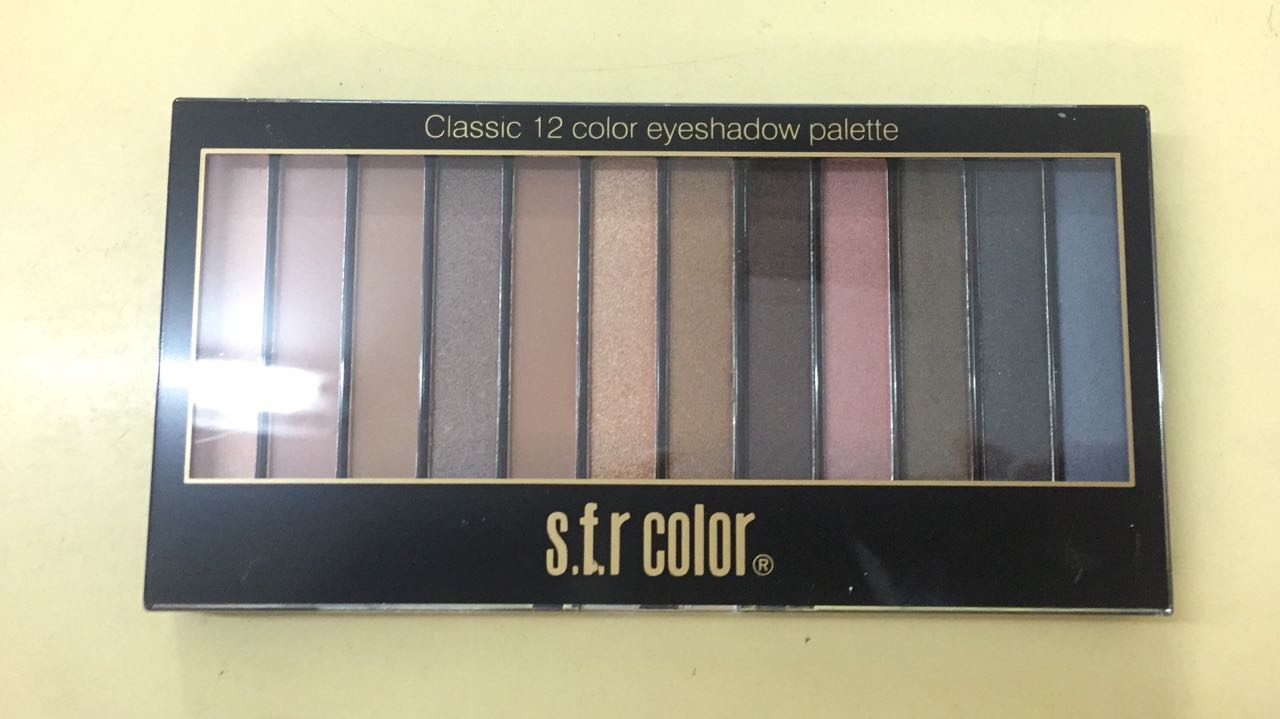 Classic 12 color eyeshadow palette
s.f.r color®